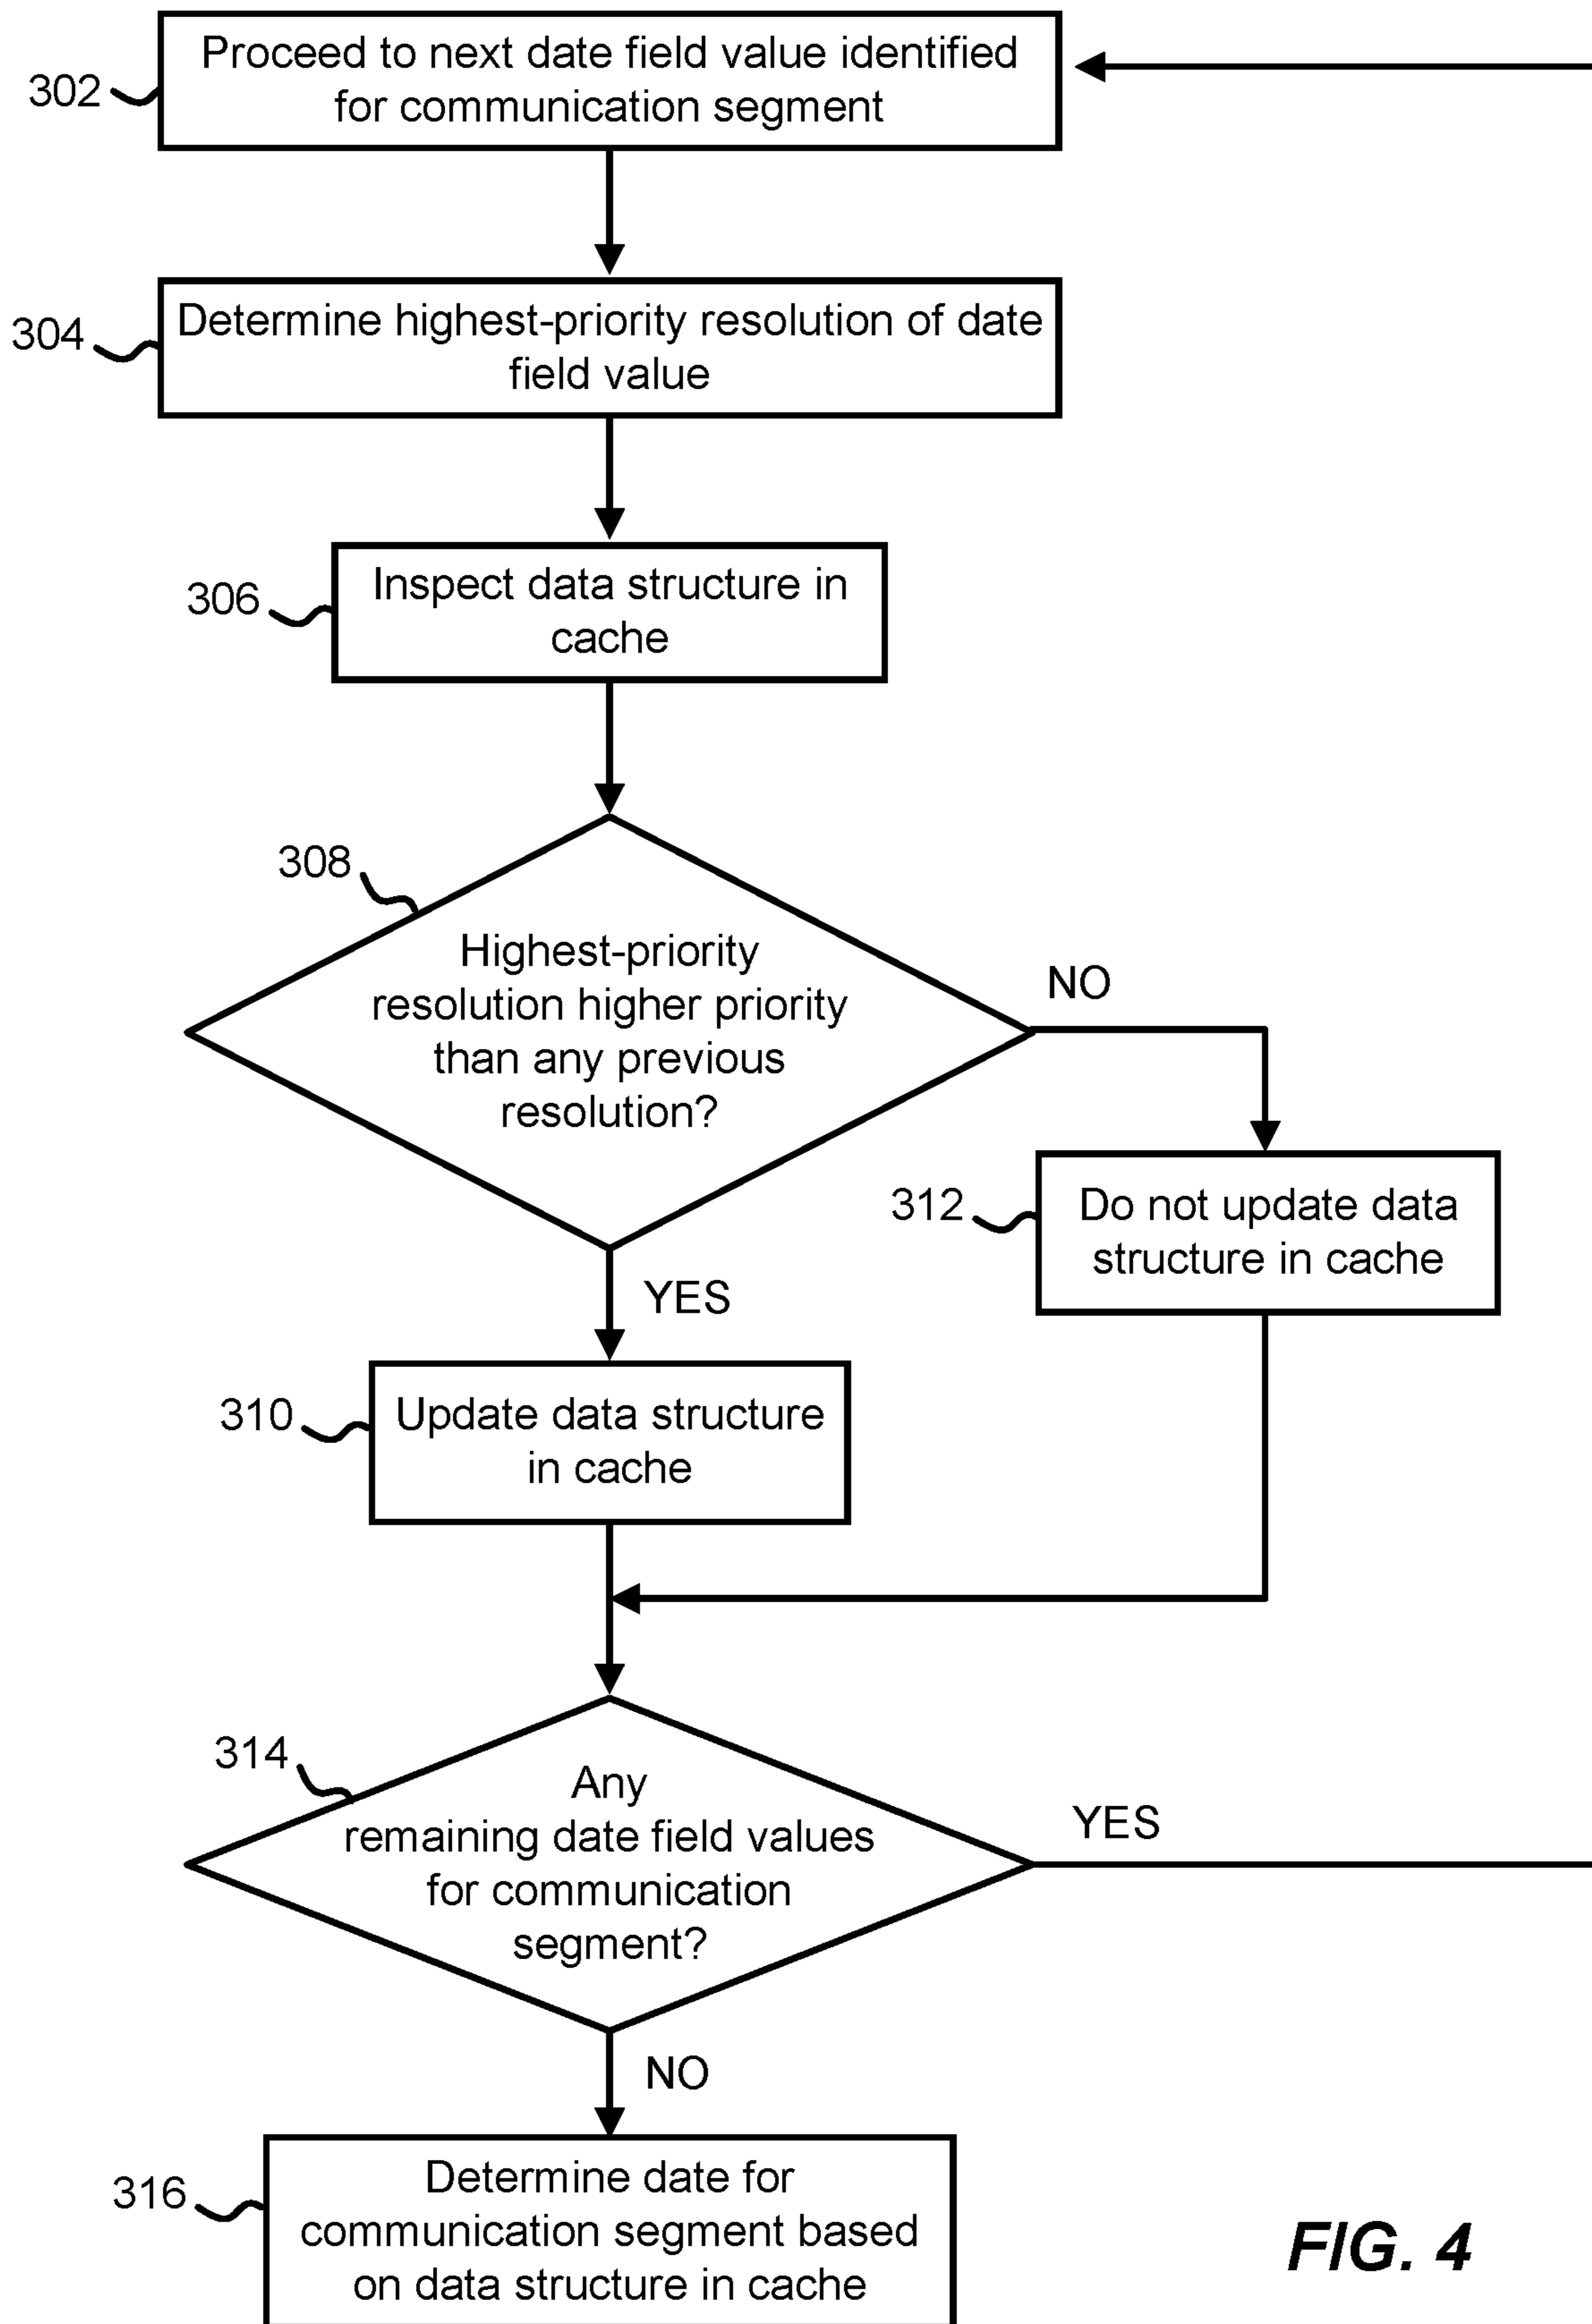 302
Proceed to next date field value identified
for communication segment
304
Determine highest-priority resolution of date
field value
306
Inspect data structure in
cache
308
Highest-priority
resolution higher priority
than any previous
resolution?
NO
YES
312
Do not update data
structure in cache
310
Update data structure
in cache
314
Any
remaining date field values
for communication
segment?
YES
NO
316
Determine date for
communication segment based
on data structure in cache
FIG. 4